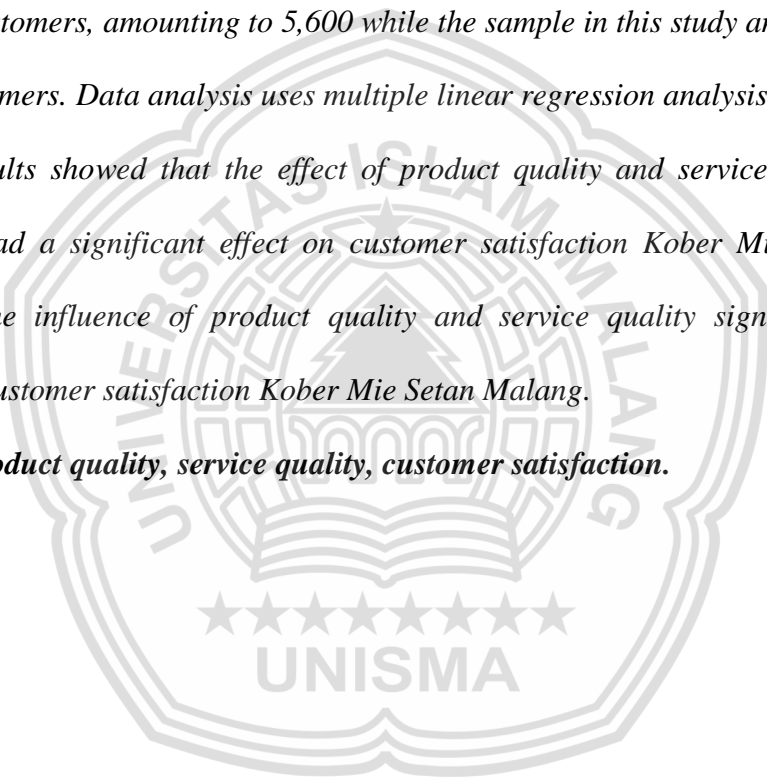 stomers, amounting to 5,600 while the sample in this study a
mers. Data analysis uses multiple linear regression analysis
ults showed that the effect of product quality and service
ad a significant effect on customer satisfaction Kober Mi
e influence of product quality and service quality sign
ustomer satisfaction Kober Mie Setan Malang.
oduct quality, service quality, customer satisfaction.
UNIVERSITAS ISLAM MALANG
UNISMA